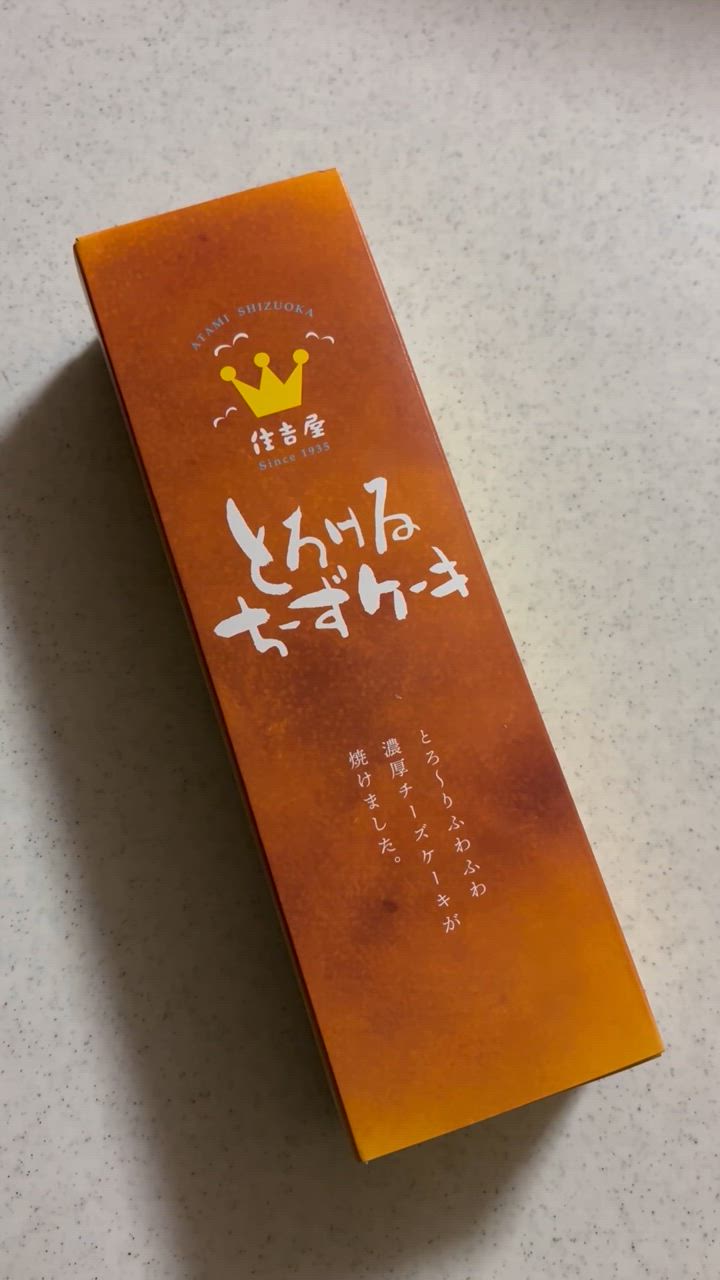 ATAMI SHIZUOKA
住吉屋
Since 1935
とろける
ちーずケーキ
とろ〜りふわふわ
濃厚チーズケーキが
焼けました。